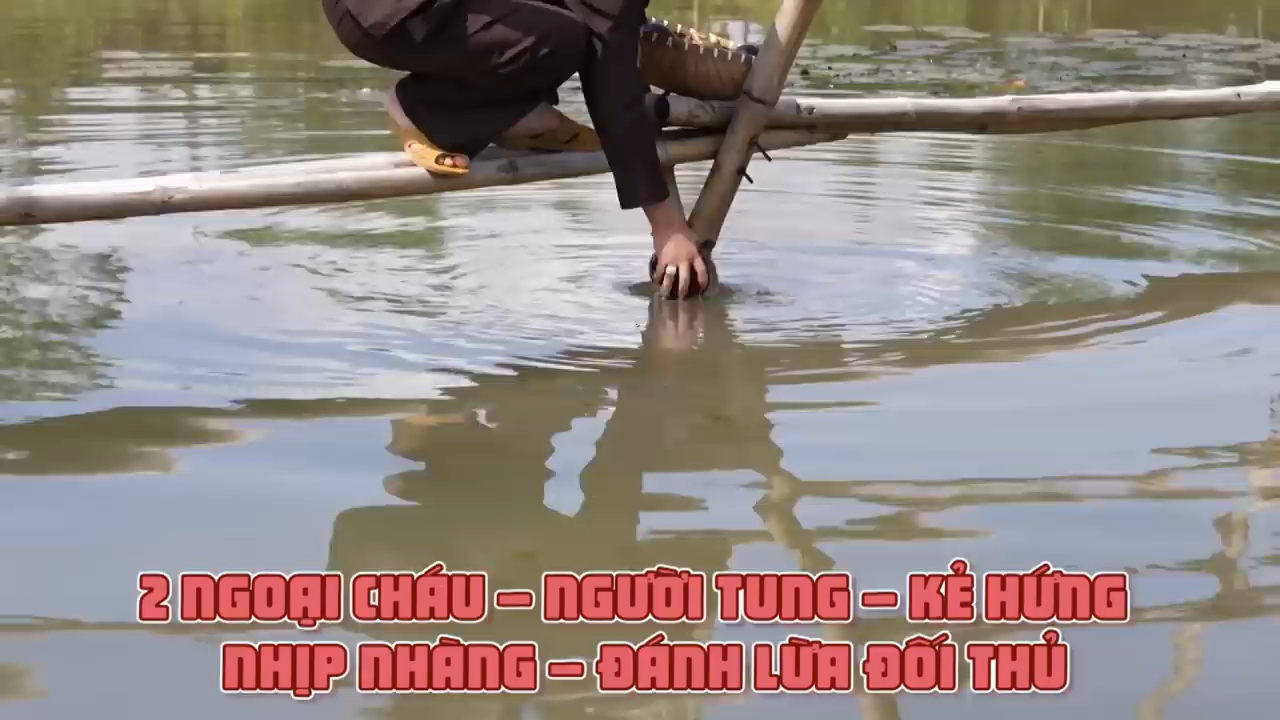 2 NGOẠI CHÁU – NGƯỜI TUNG – KẺ HỨNG
NHỊP NHÀNG – ĐÁNH LỪA ĐỐI THỦ